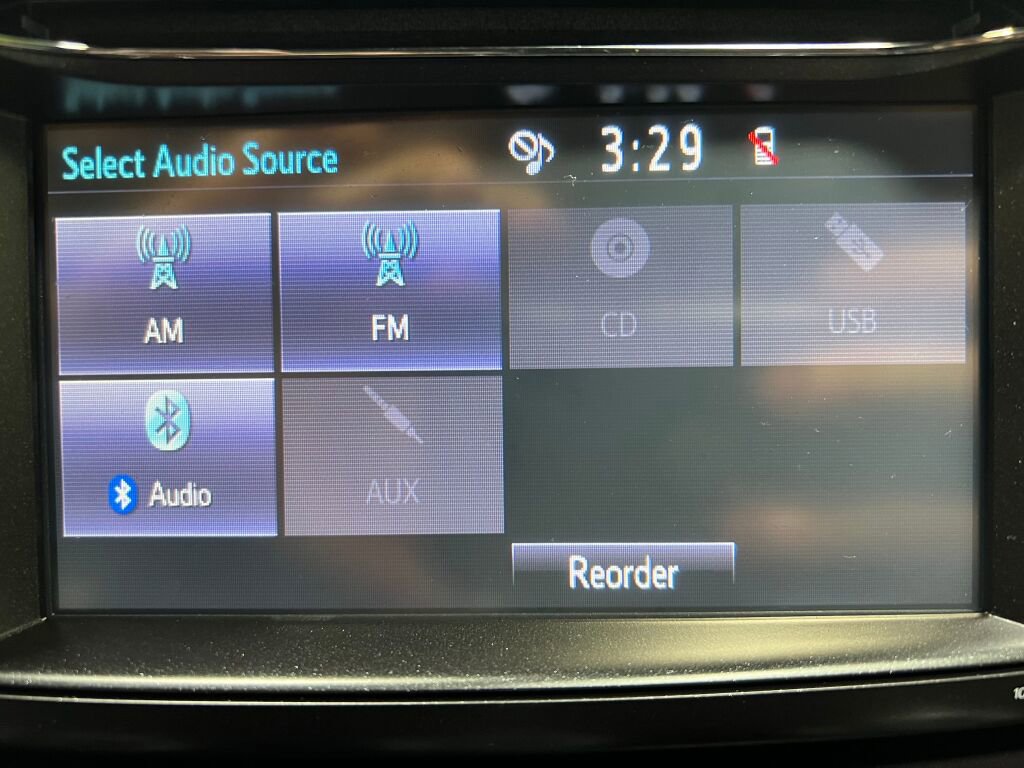 Select Audio Source 3:29
AM FM CD USB
Audio AUX
Reorder